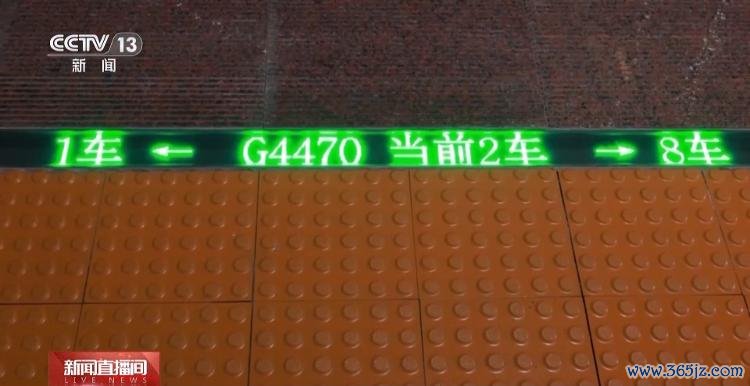 CCTV 13
新闻
1车 ← G4470 当前2车 → 8车
新闻直播间
LIVE NEWS
www.365jz.com